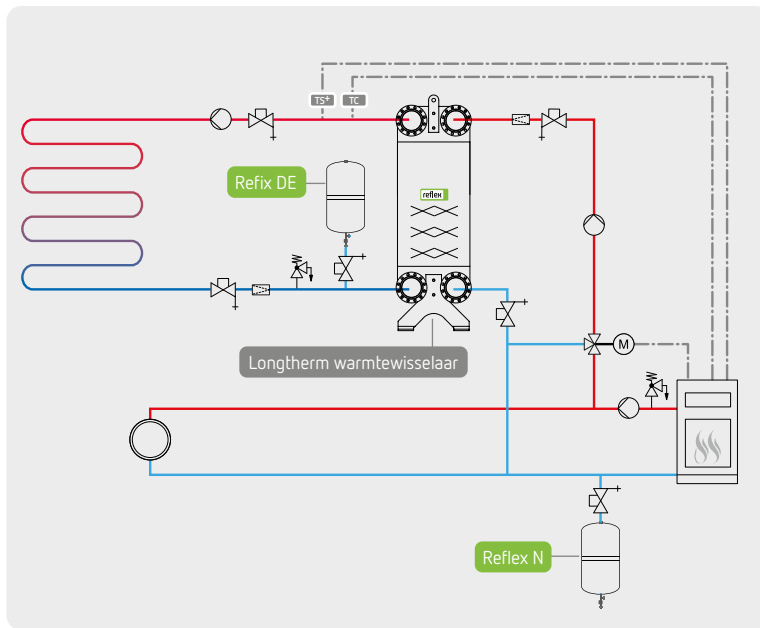 TS+ TC
Refix DE
reflex
Longtherm warmtewisselaar
M
Reflex N